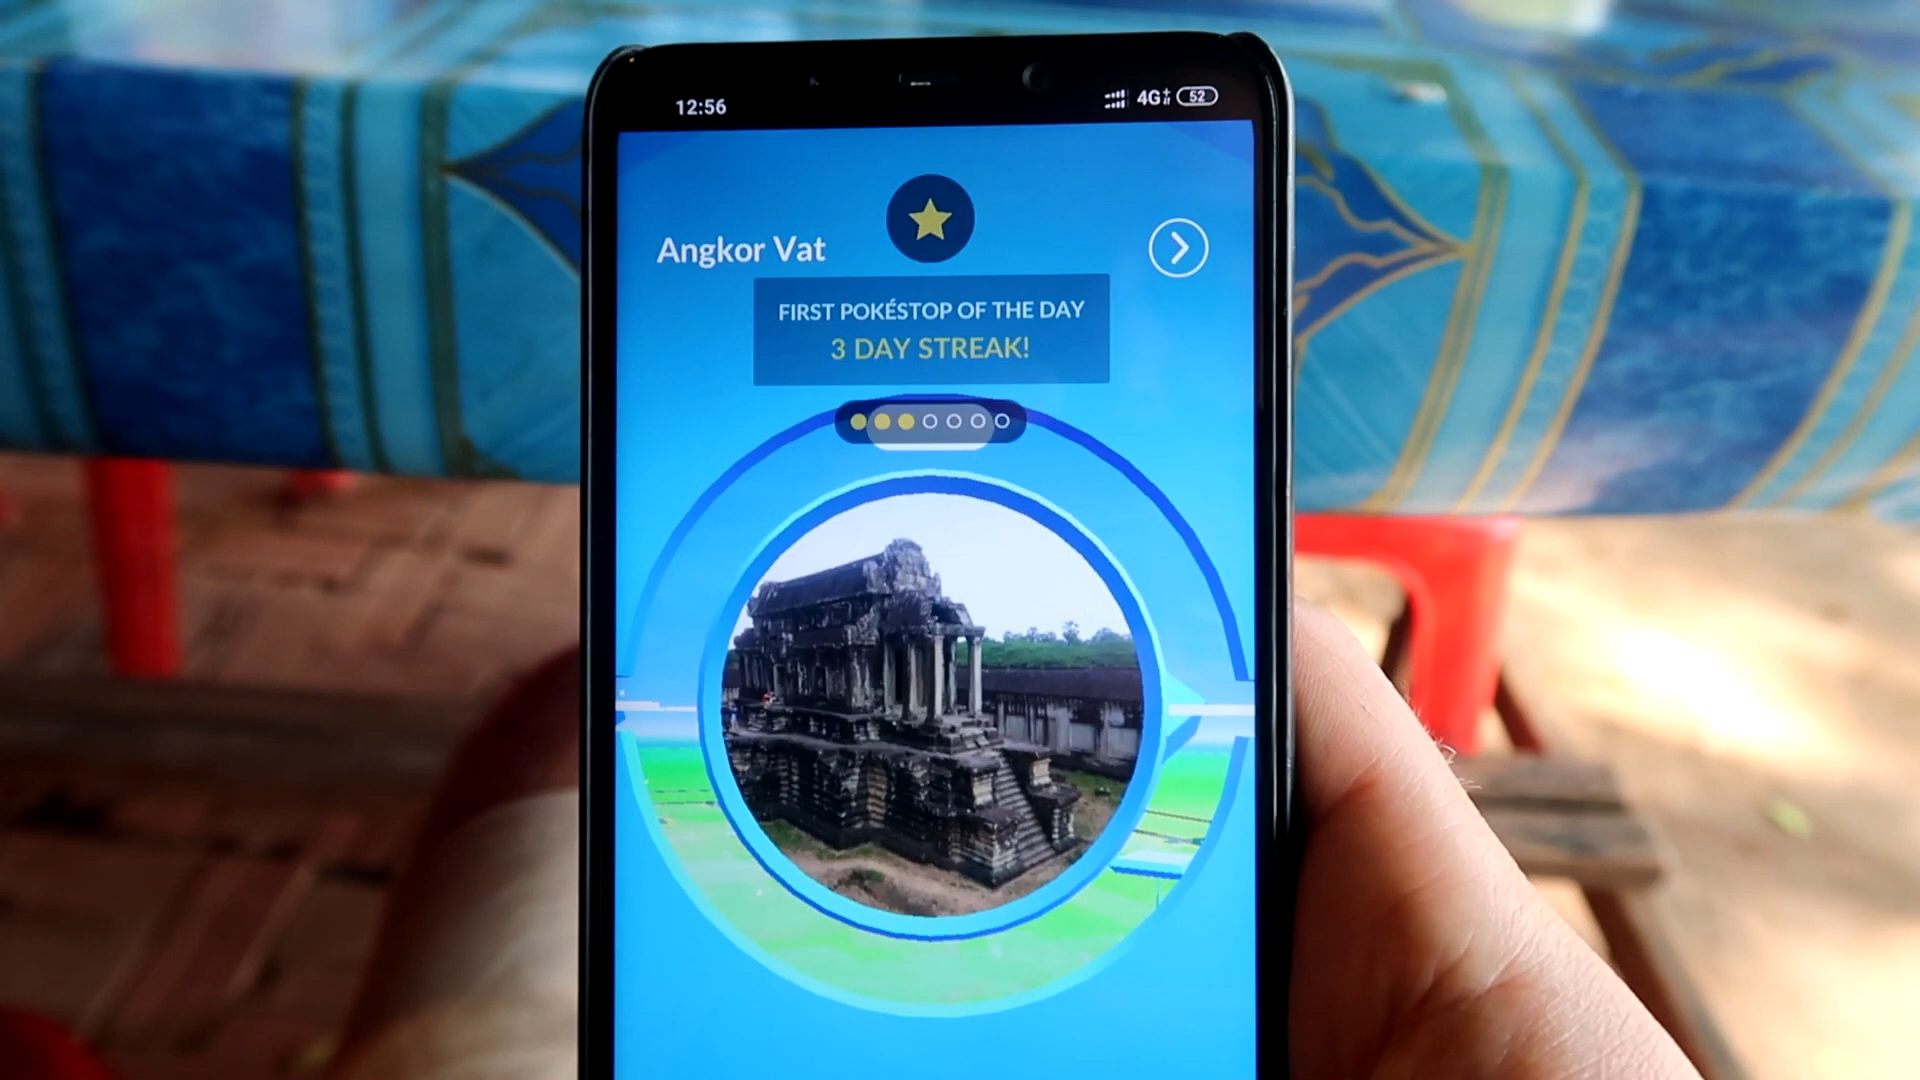 12:56
4G+ 52
Angkor Vat
FIRST POKÉSTOP OF THE DAY
3 DAY STREAK!